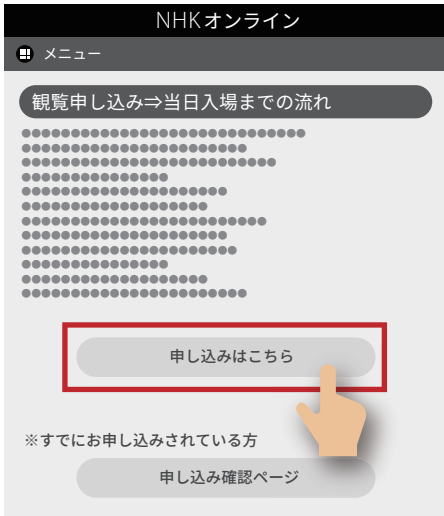 NHKオンライン
メニュー
観覧申し込み⇒当日入場までの流れ
申し込みはこちら
※すでにお申し込みされている方
申し込み確認ページ